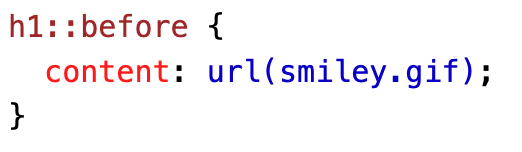 h1::before {
  content: url(smiley.gif);
}